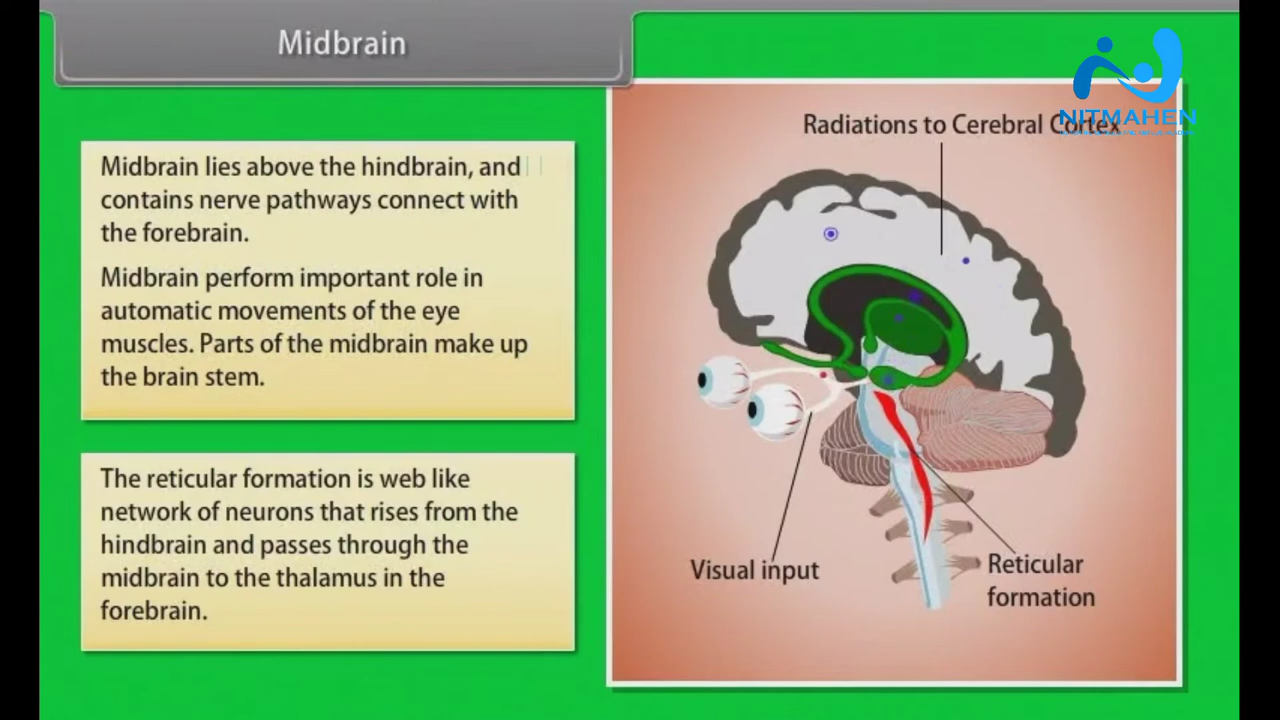 Midbrain
NITMAHEN
Radiations to Cerebral Cortex
Midbrain lies above the hindbrain, and
contains nerve pathways connect with
the forebrain.
Midbrain perform important role in
automatic movements of the eye
muscles. Parts of the midbrain make up
the brain stem.
The reticular formation is web like
network of neurons that rises from the
hindbrain and passes through the
midbrain to the thalamus in the
forebrain.
Visual input
Reticular
formation